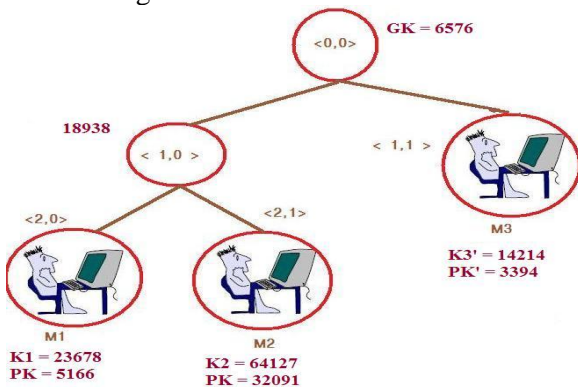 <0,0>
GK = 6576
18938
< 1,0 >
< 1,1 >
M3
K3' = 14214
PK' = 3394
<2,0>
<2,1>
M1
K1 = 23678
PK = 5166
M2
K2 = 64127
PK = 32091